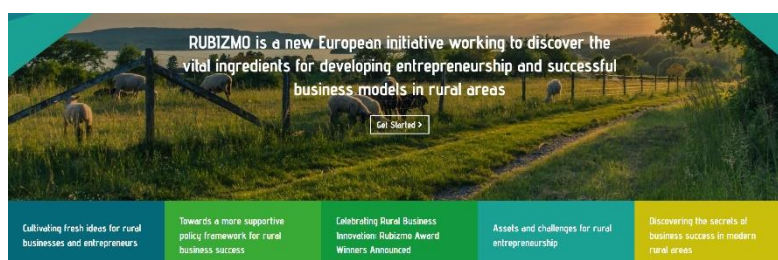 RUBIZMO is a new European initiative working to discover the
vital ingredients for developing entrepreneurship and successful
business models in rural areas
Get Started >
Cultivating fresh ideas for rural
businesses and entrepreneurs
Towards a more supportive
policy framework for rural
business success
Celebrating Rural Business
Innovation: Rubizmo Award
Winners Announced
Assets and challenges for rural
entrepreneurship
Discovering the secrets of
business success in modern
rural areas